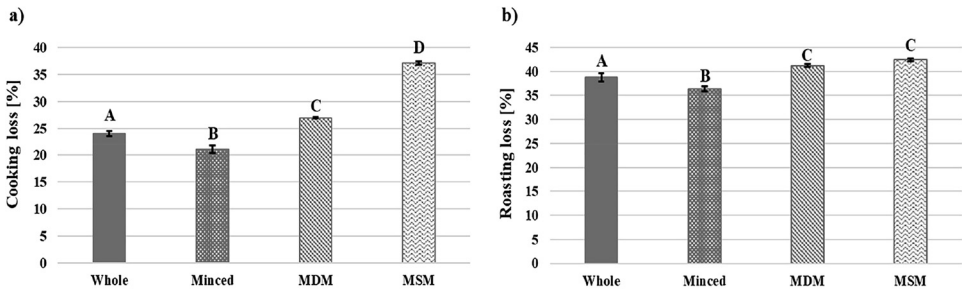 a)
Cooking loss [%]
40
35
30
25
20
15
10
5
0
A
B
C
D
Whole Minced MDM MSM
b)
Roasting loss [%]
45
40
35
30
25
20
15
10
5
0
A
B
C
C
Whole Minced MDM MSM